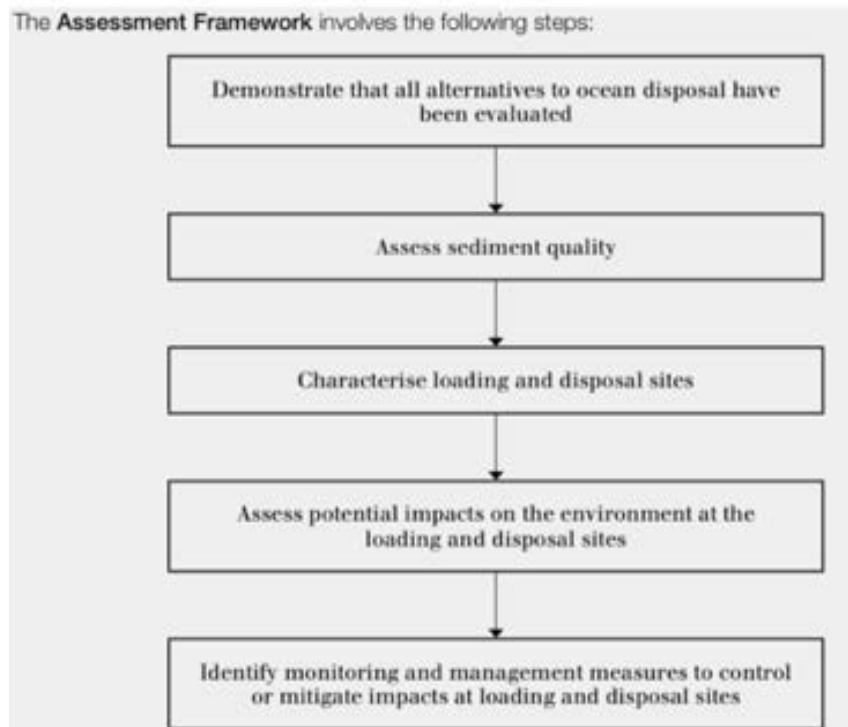 The Assessment Framework involves the following steps:
Demonstrate that all alternatives to ocean disposal have
been evaluated
Assess sediment quality
Characterise loading and disposal sites
Assess potential impacts on the environment at the
loading and disposal sites
Identify monitoring and management measures to control
or mitigate impacts at loading and disposal sites